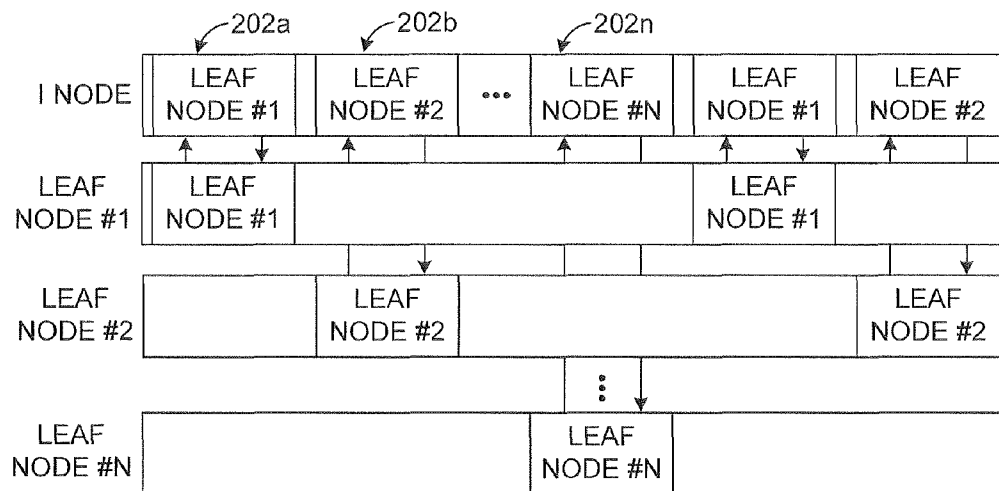 202a
202b
202n
I NODE
LEAF
NODE #1
LEAF
NODE #2
•••
LEAF
NODE #N
LEAF
NODE #1
LEAF
NODE #2
LEAF
NODE #1
LEAF
NODE #1
LEAF
NODE #1
LEAF
NODE #2
LEAF
NODE #2
LEAF
NODE #2
LEAF
NODE #N
LEAF
NODE #N